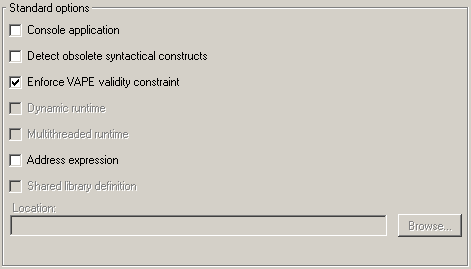 Standard options
Console application
Detect obsolete syntactical constructs
Enforce VAPE validity constraint
Dynamic runtime
Multithreaded runtime
Address expression
Shared library definition
Location:
Browse...